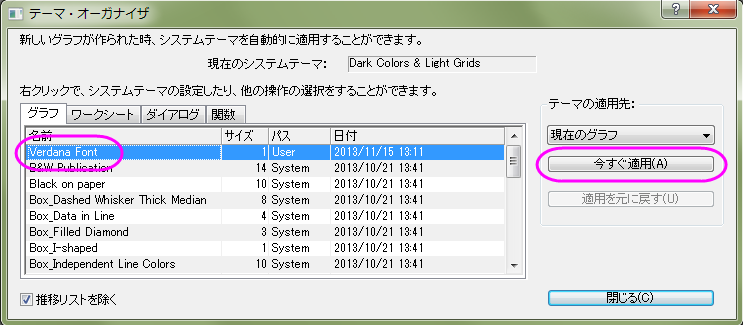 テーマ・オーガナイザ
新しいグラフが作られた時、システムテーマを自動的に適用することができます。
現在のシステムテーマ： Dark Colors & Light Grids
右クリックで、システムテーマの設定したり、他の操作の選択をすることができます。
グラフ ワークシート ダイアログ 関数
名前 サイズ パス 日付
Verdana Font 1 User 2013/11/15 13:11
B&W Publication 14 System 2013/10/21 13:41
Black on paper 10 System 2013/10/21 13:41
Box_Dashed Whisker Thick Median 8 System 2013/10/21 13:41
Box_Data in Line 4 System 2013/10/21 13:41
Box_Filled Diamond 3 System 2013/10/21 13:41
Box_I-shaped 1 System 2013/10/21 13:41
Box_Independent Line Colors 10 System 2013/10/21 13:41
テーマの適用先：
現在のグラフ
今すぐ適用(A)
適用を元に戻す(U)
推移リストを除く
閉じる(C)